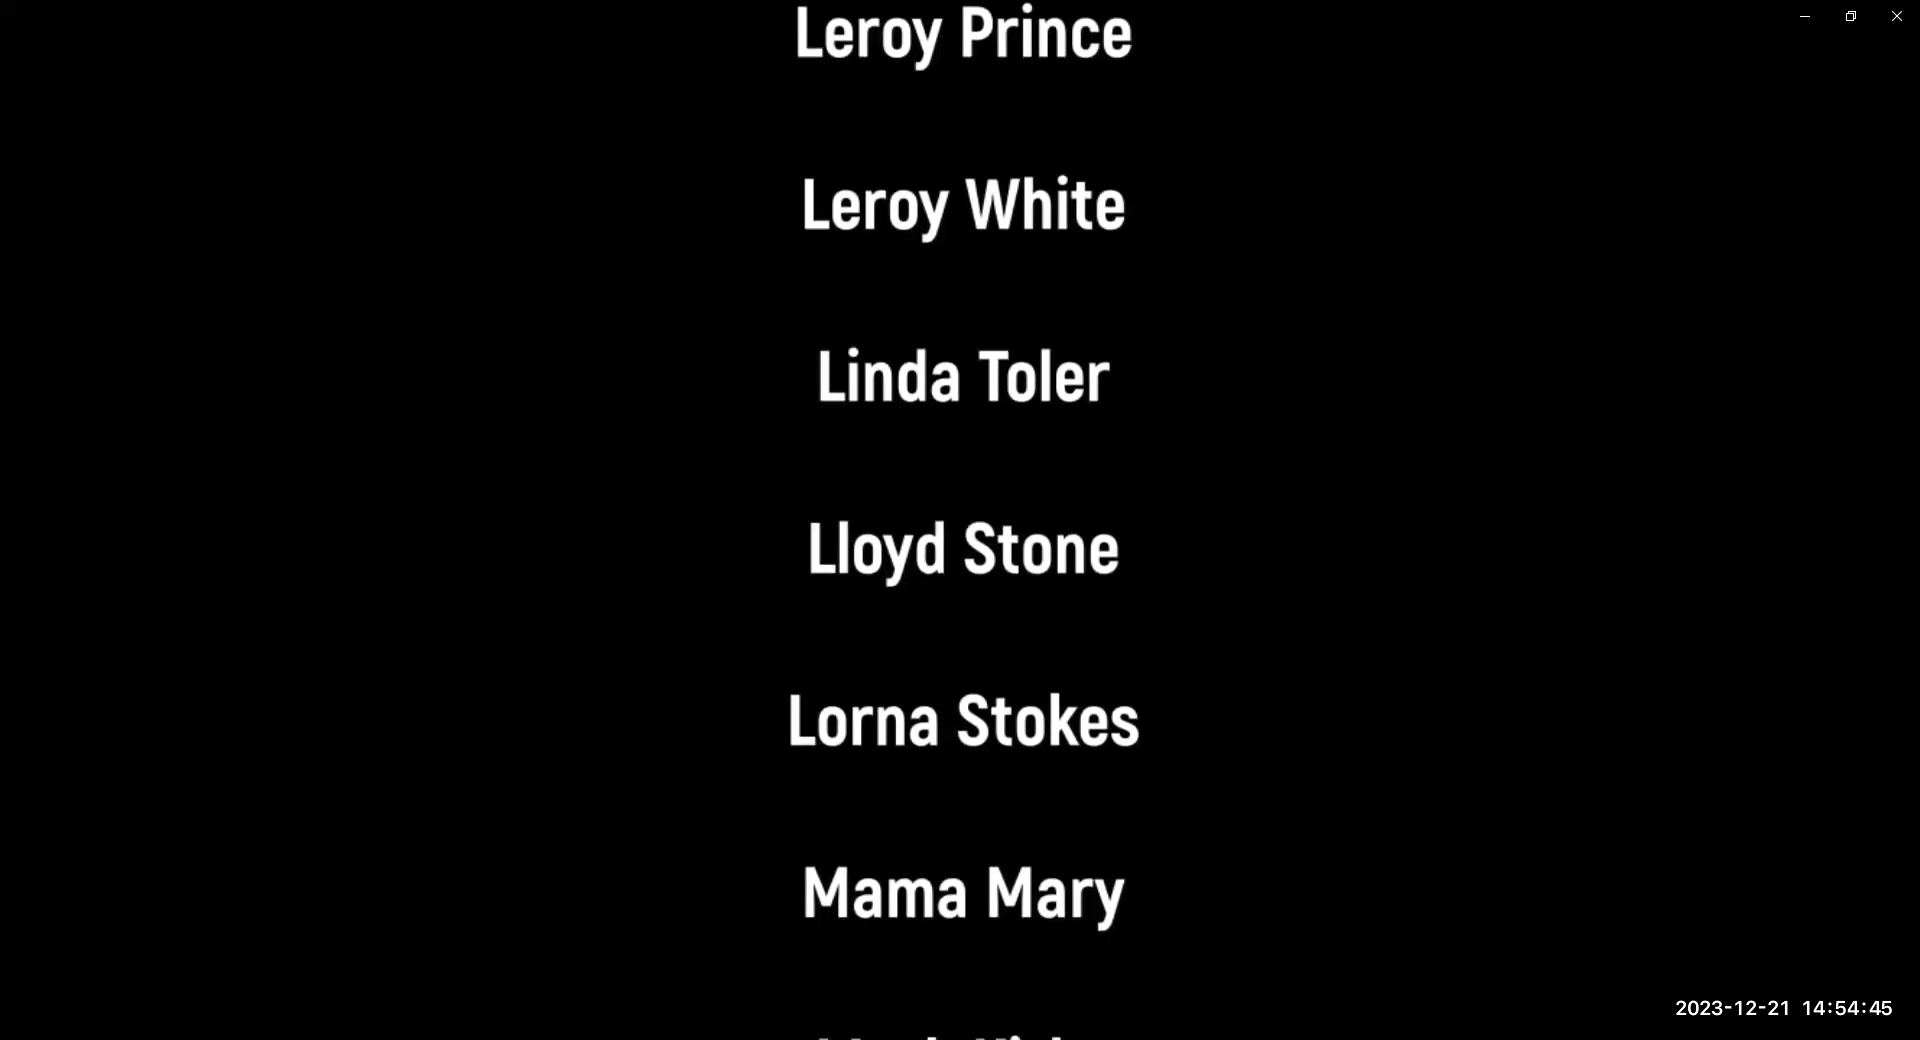 Leroy Prince
Leroy White
Linda Toler
Lloyd Stone
Lorna Stokes
Mama Mary
2023-12-21 14:54:45